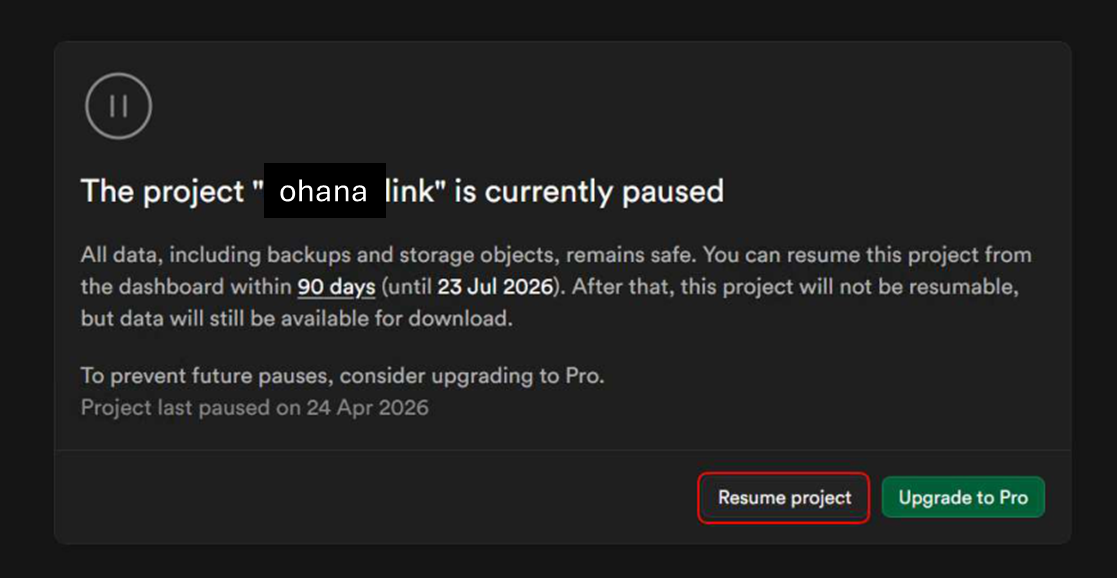 The project "ohana link" is currently paused
All data, including backups and storage objects, remains safe. You can resume this project from
the dashboard within 90 days (until 23 Jul 2026). After that, this project will not be resumable,
but data will still be available for download.
To prevent future pauses, consider upgrading to Pro.
Project last paused on 24 Apr 2026
Resume project
Upgrade to Pro